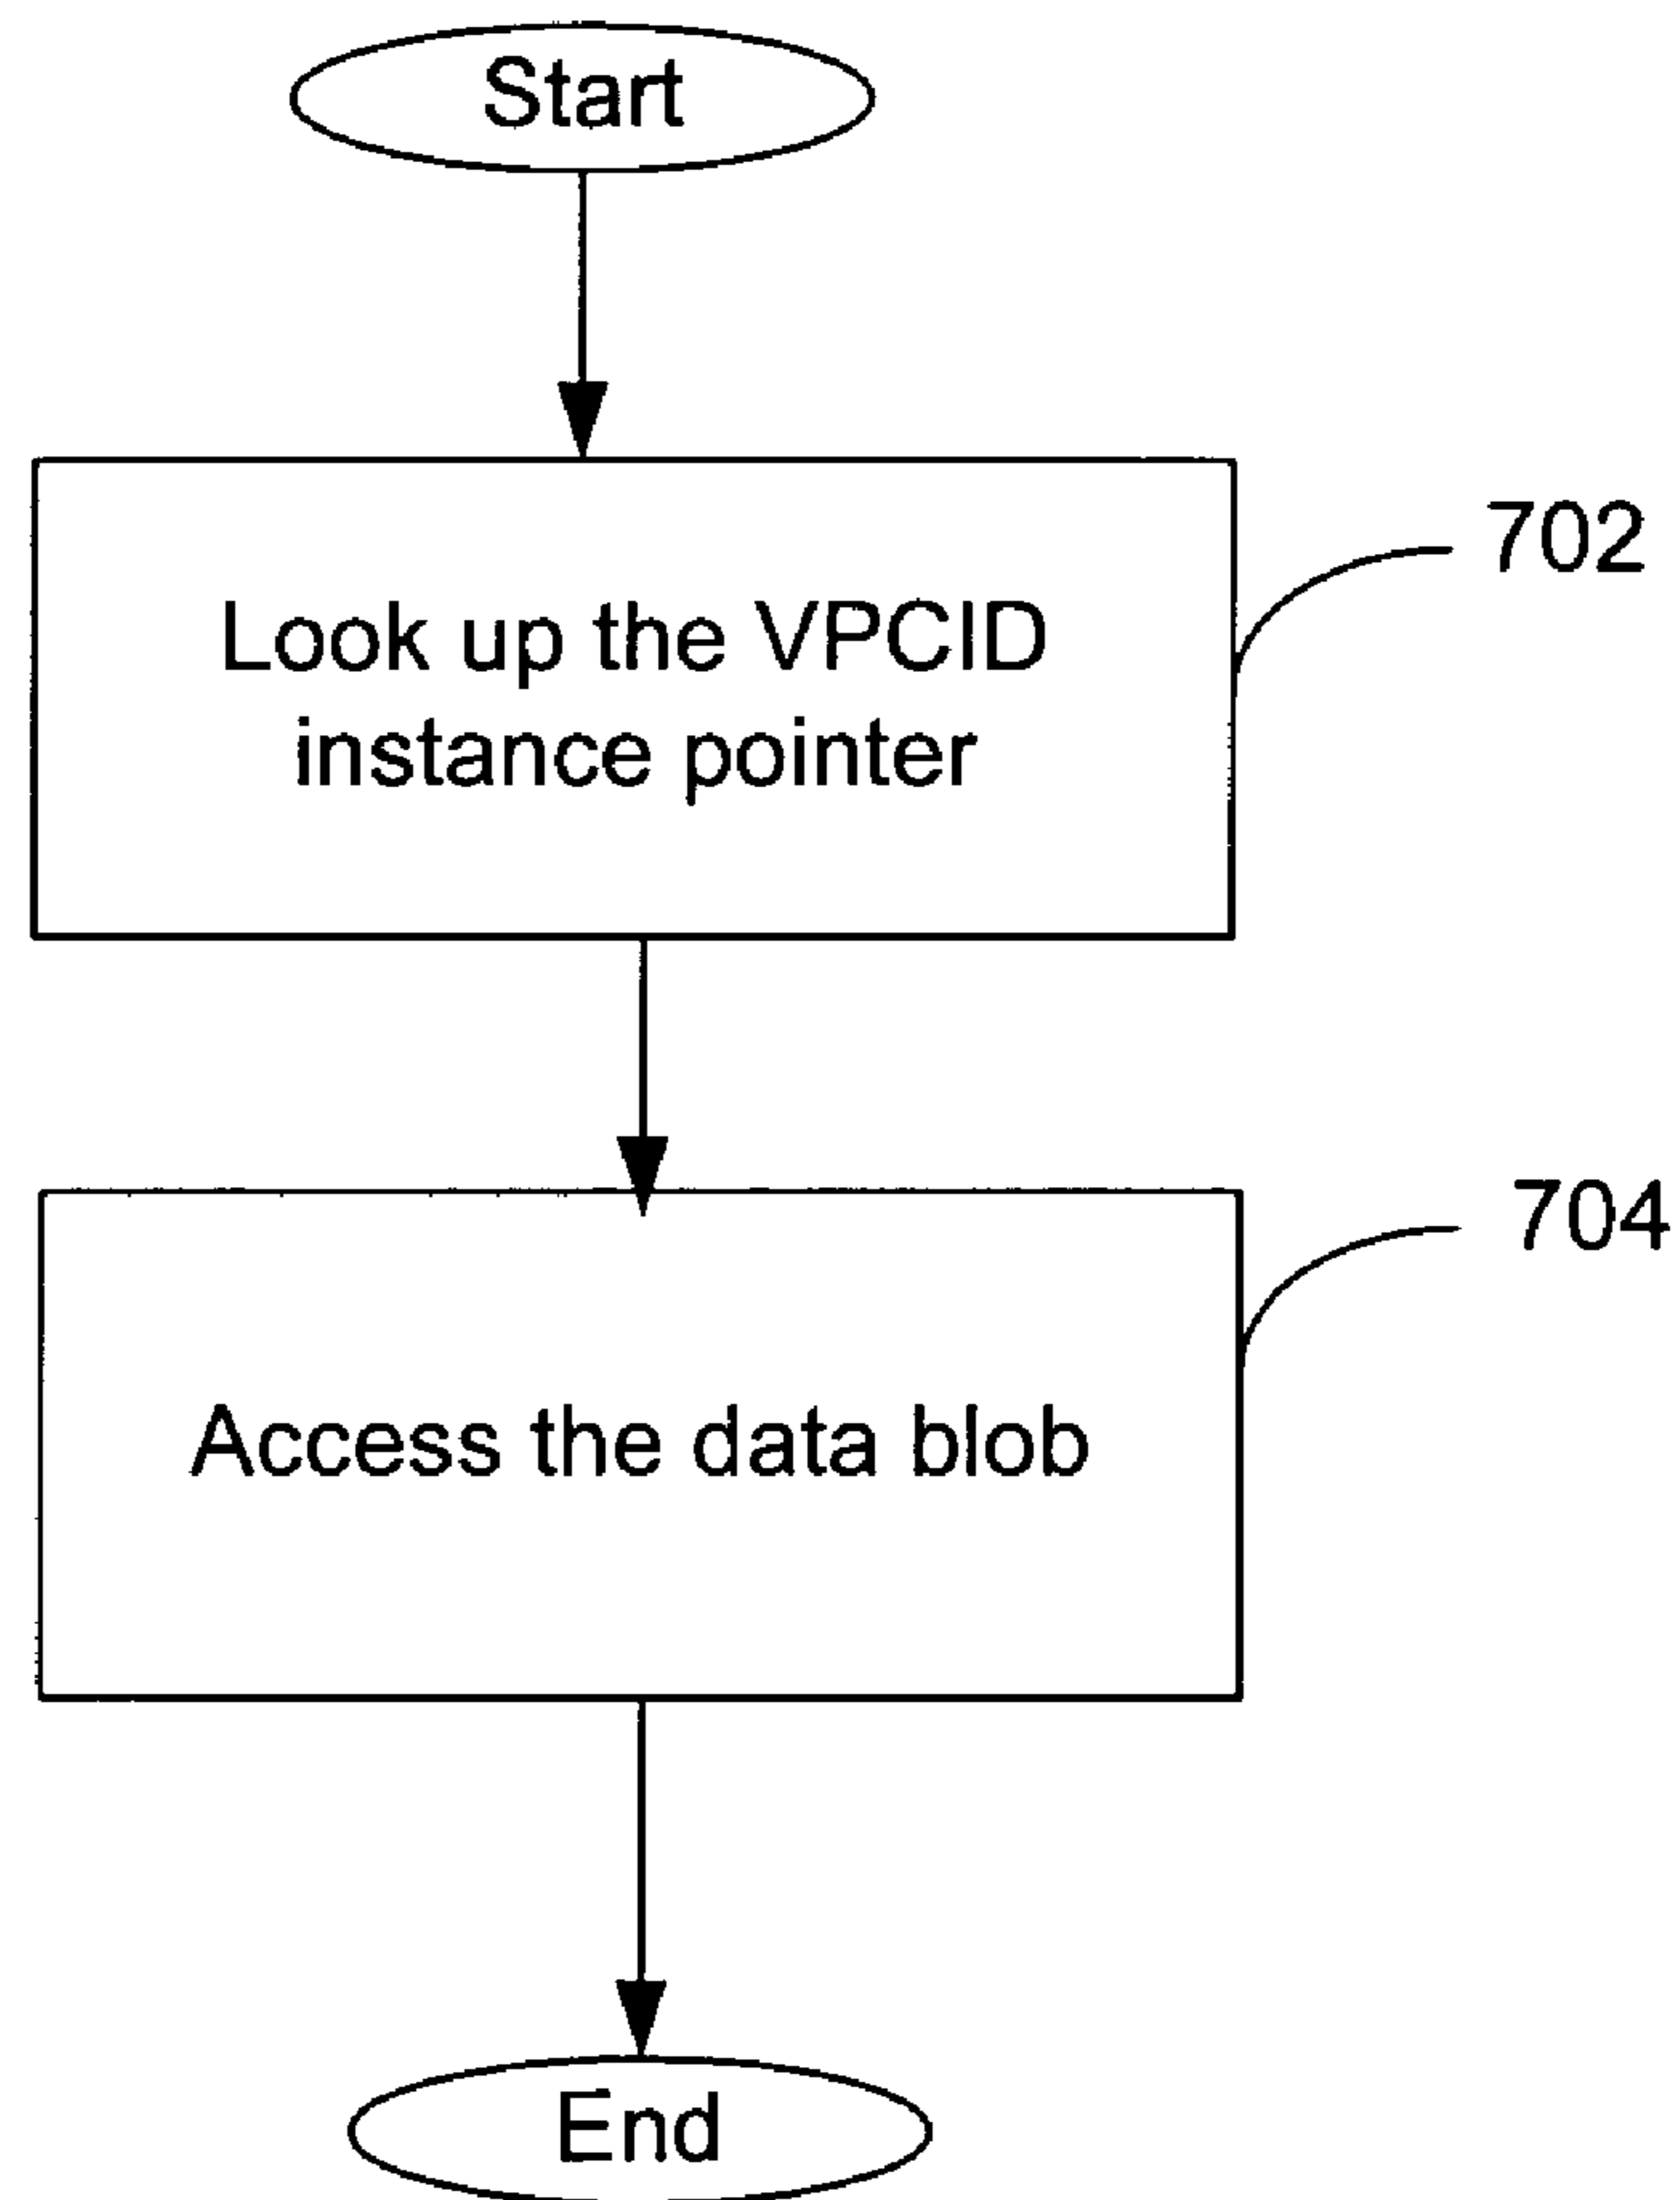 Start
Look up the VPCID
instance pointer
702
Access the data blob
704
End